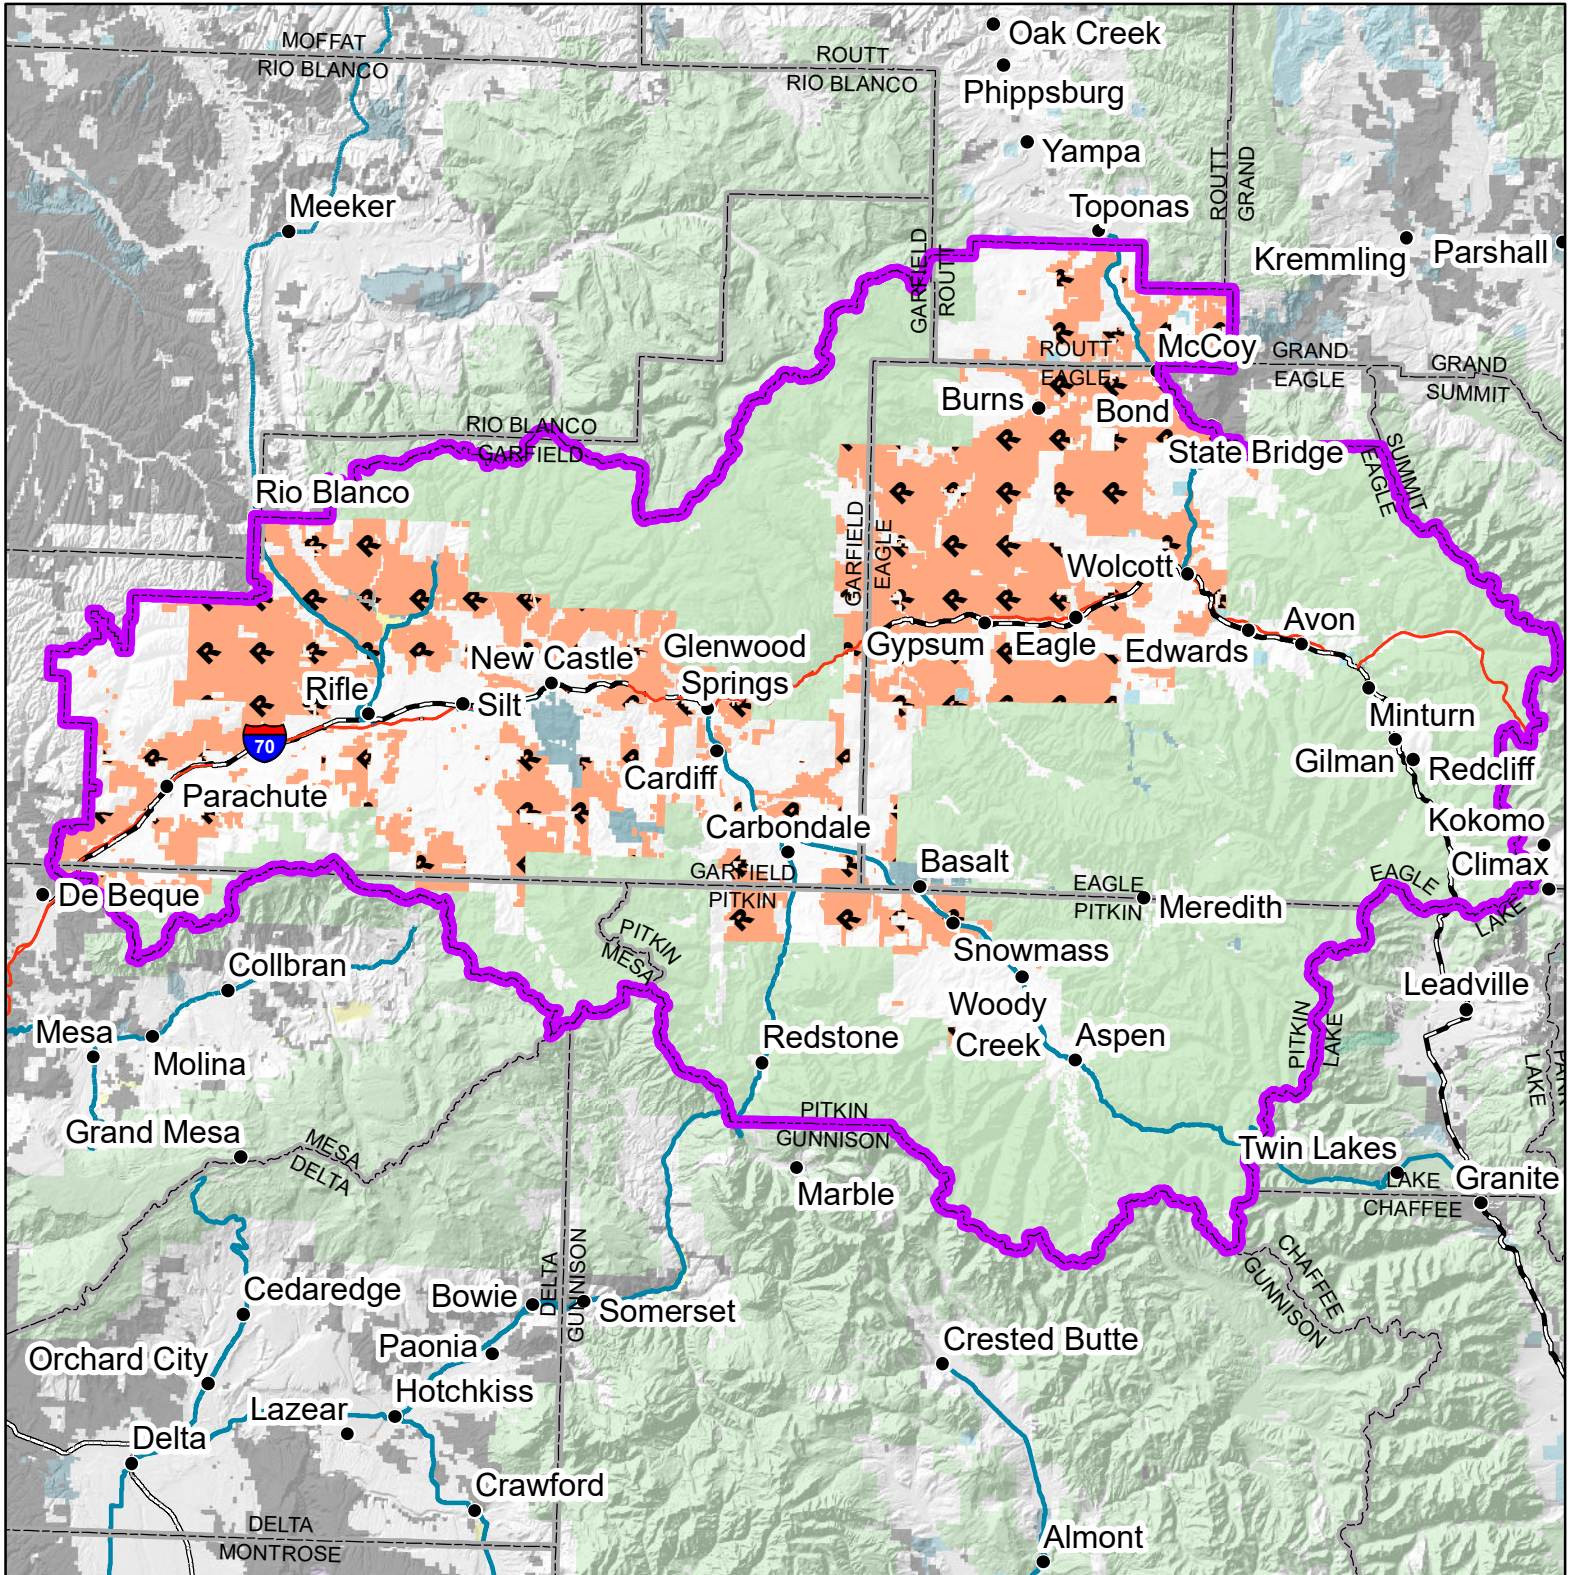 Oak Creek
MOFFAT
RIO BLANCO
ROUTT
RIO BLANCO
Phippsburg
Yampa
ROUTT
GRAND
Meeker
Toponas
Kremmling
Parshall
GARFIELD
ROUTT
McCoy
ROUTT
EAGLE
GRAND
EAGLE
GRAND
SUMMIT
Burns
Bond
RIO BLANCO
GARFIELD
State Bridge
SUMMIT
EAGLE
Rio Blanco
R
GARFIELD
EAGLE
Wolcott
Avon
Gypsum
Eagle
Edwards
Glenwood
Springs
New Castle
Rifle
Silt
70
Minturn
Gilman
Redcliff
Cardiff
Parachute
Kokomo
Climax
Carbondale
Basalt
GARFIELD
PITKIN
EAGLE
PITKIN
EAGLE
LAKE
Meredith
De Beque
PITKIN
MESA
Snowmass
Collbran
Woody
Creek
Leadville
Mesa
Molina
Redstone
Aspen
PITKIN
LAKE
LAKE
Grand Mesa
MESA
DELTA
PITKIN
GUNNISON
Marble
Twin Lakes
LAKE
CHAFFEE
Granite
CHAFFEE
GUNNISON
Cedaredge
Bowie
DELTA
GUNNISON
Somerset
Orchard City
Paonia
Crested Butte
Hotchkiss
Lazear
Delta
Crawford
DELTA
MONTROSE
Almont